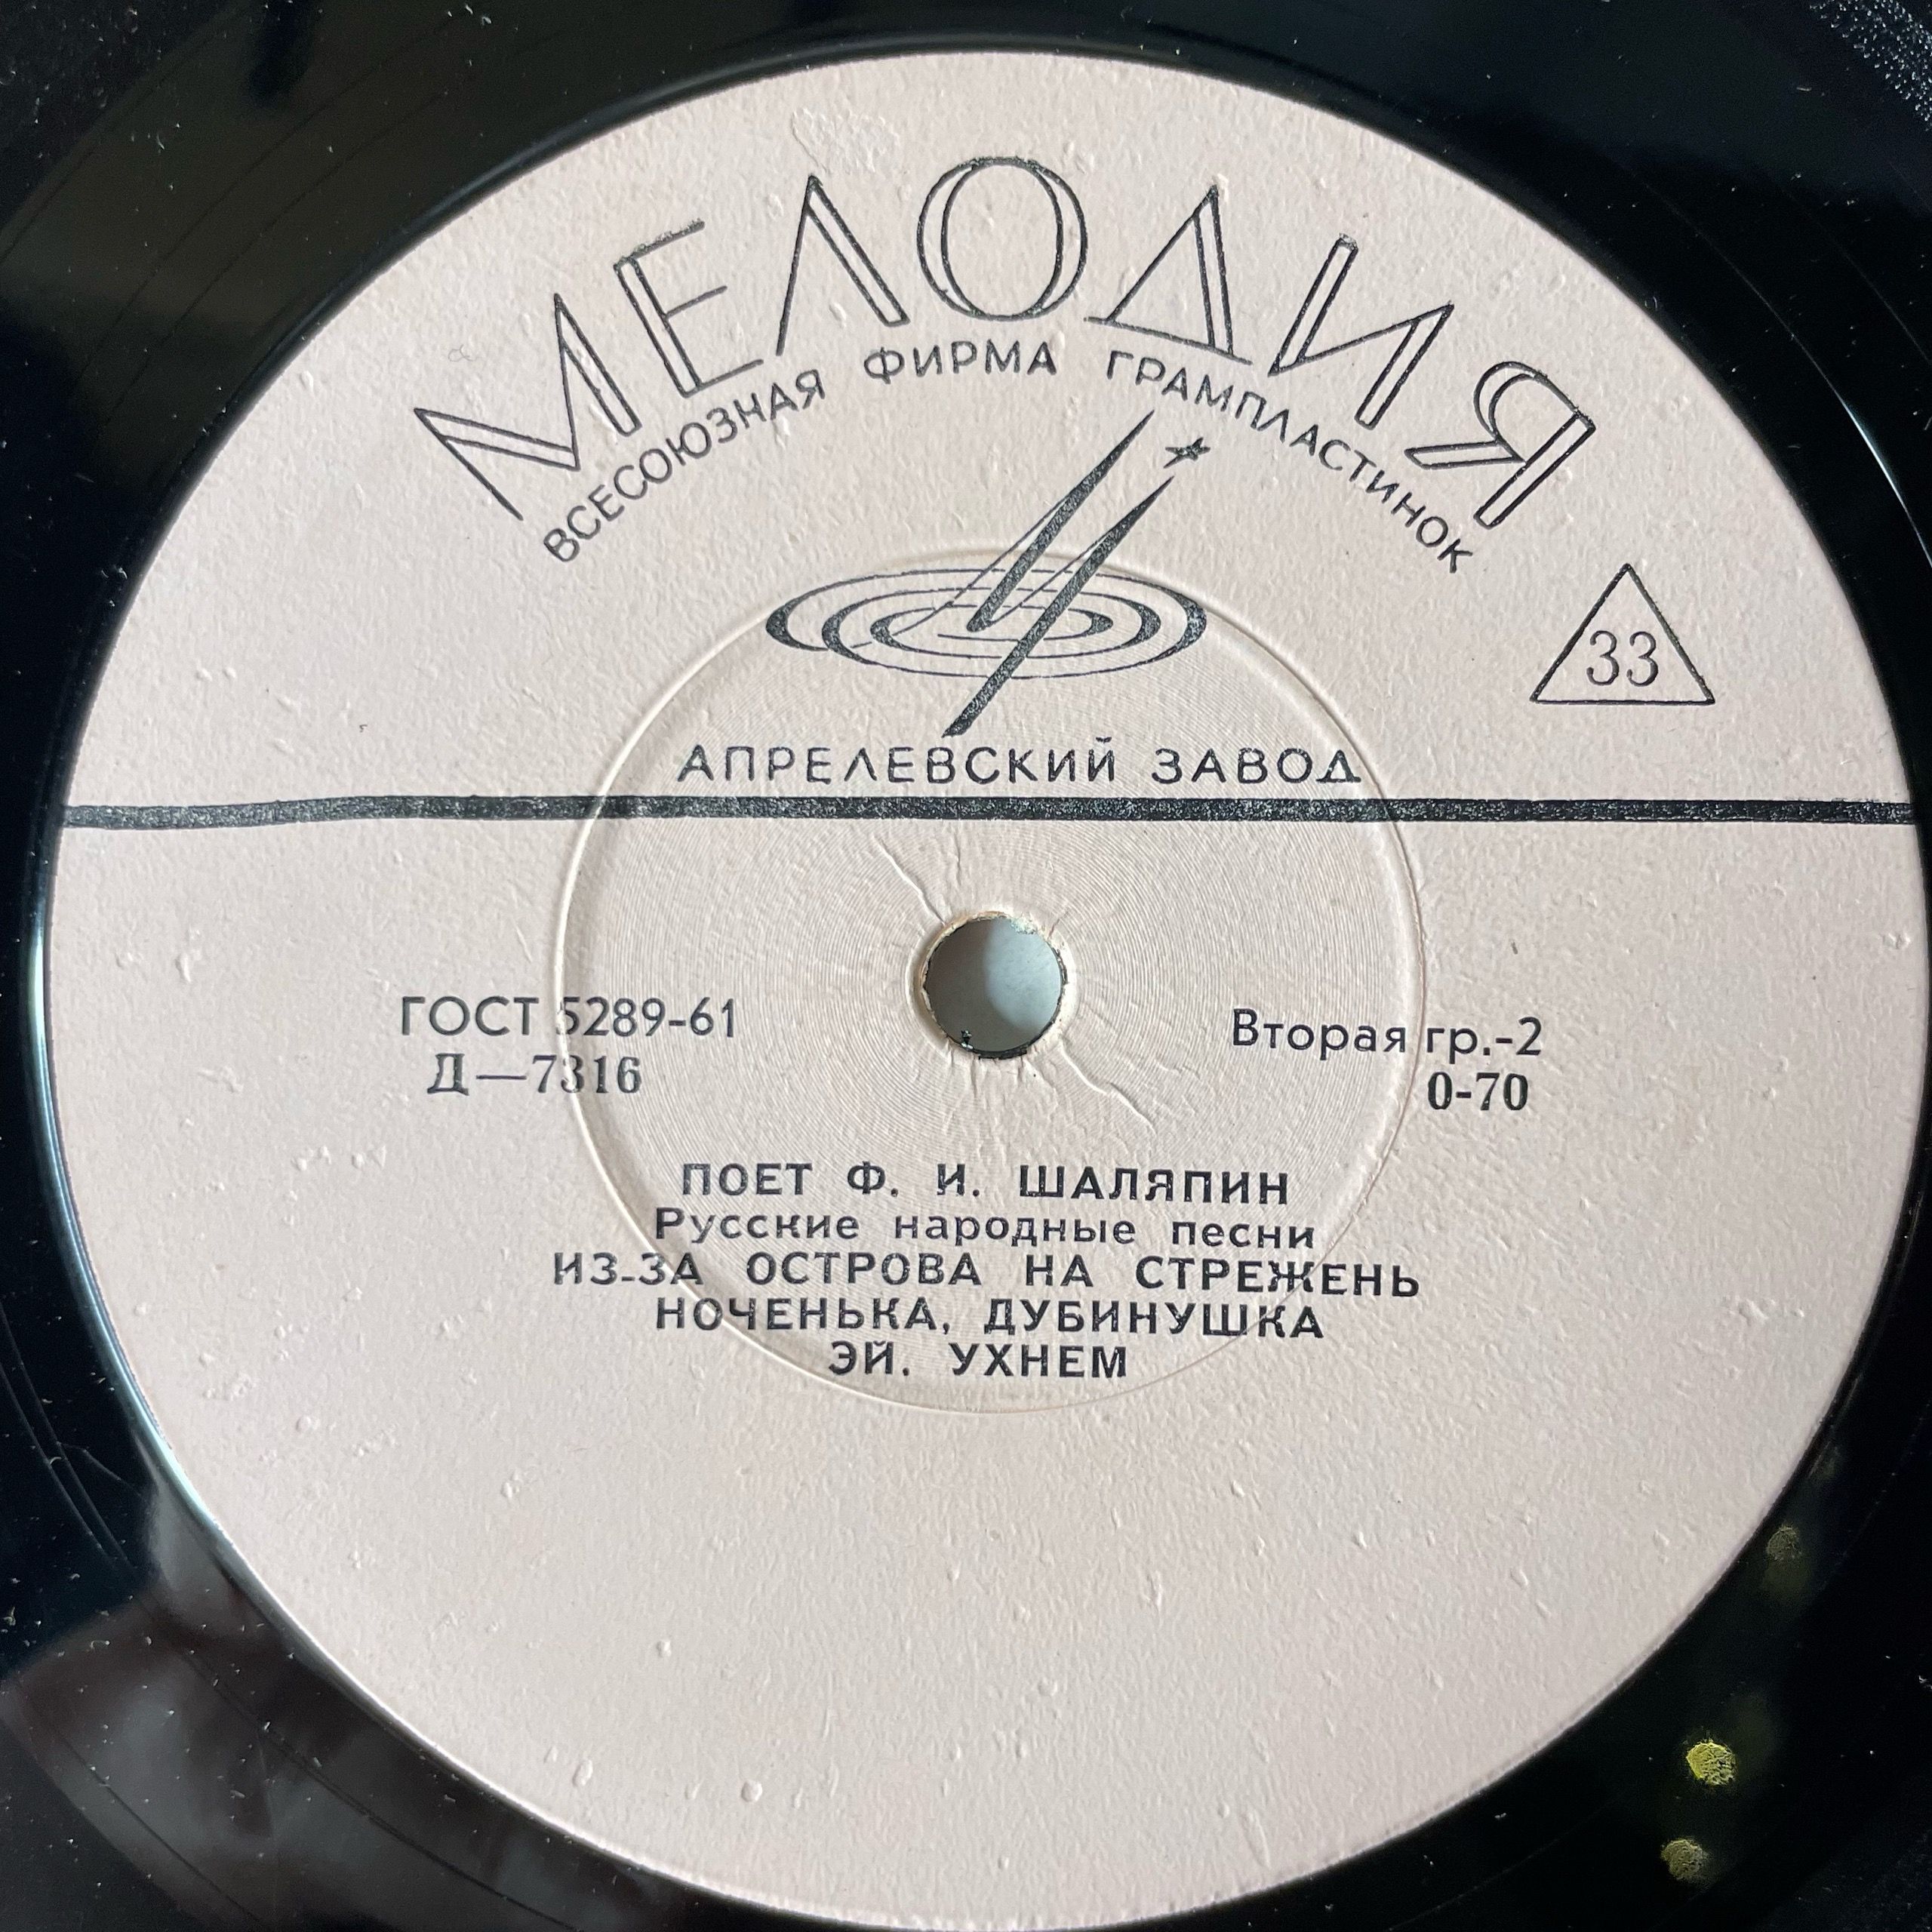 МЕЛОДИЯ
ВСЕСОЮЗНАЯ ФИРМА ГРАМПЛАСТИНОК
33
АПРЕЛЕВСКИЙ ЗАВОД
ГОСТ 5289-61
Вторая гр.-2
Д—7316
0-70
ПОЕТ Ф. И. ШАЛЯПИН
Русские народные песни
ИЗ-ЗА ОСТРОВА НА СТРЕЖЕНЬ
НОЧЕНЬКА, ДУБИНУШКА
ЭЙ. УХНЕМ